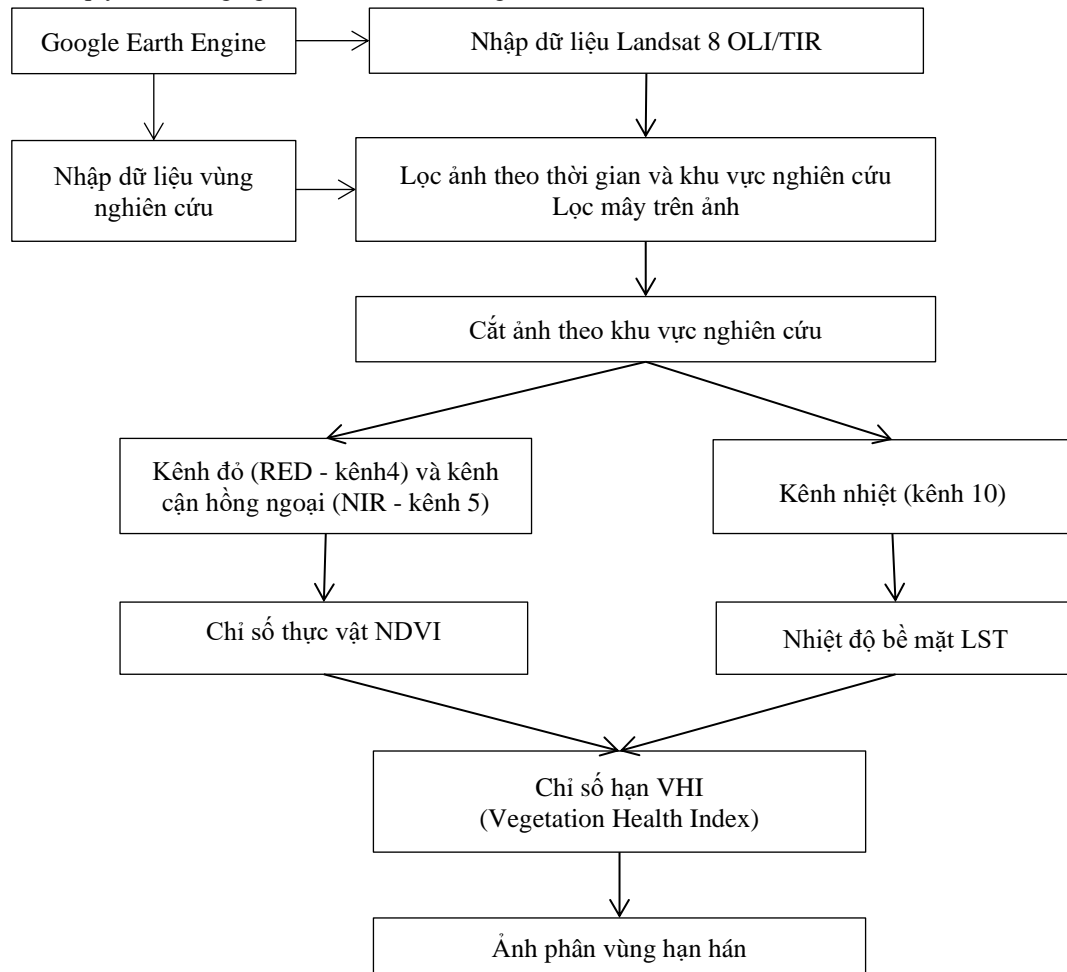 Google Earth Engine
Nhập dữ liệu Landsat 8 OLI/TIR
Nhập dữ liệu vùng
nghiên cứu
Lọc ảnh theo thời gian và khu vực nghiên cứu
Lọc mây trên ảnh
Cắt ảnh theo khu vực nghiên cứu
Kênh đỏ (RED - kênh4) và kênh
cận hồng ngoại (NIR - kênh 5)
Kênh nhiệt (kênh 10)
Chỉ số thực vật NDVI
Nhiệt độ bề mặt LST
Chỉ số hạn VHI
(Vegetation Health Index)
Ảnh phân vùng hạn hán